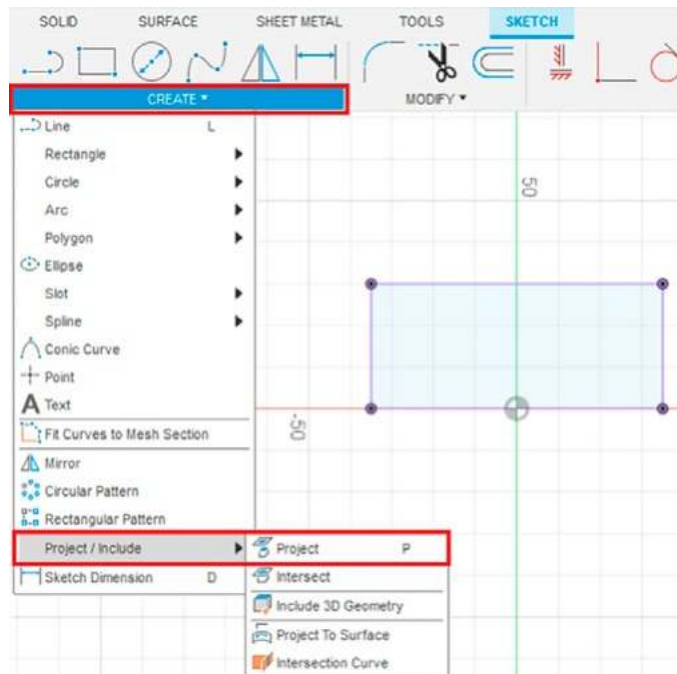 SOLID SURFACE SHEET METAL TOOLS SKETCH
CREATE MODIFY
Line L
Rectangle
Circle
Arc
Polygon
Ellipse
Slot
Spline
Conic Curve
Point
A Text
Fit Curves to Mesh Section
Mirror
Circular Pattern
Rectangular Pattern
Project / Include
Sketch Dimension D
Project P
Intersect
Include 3D Geometry
Project To Surface
Intersection Curve
50
-50